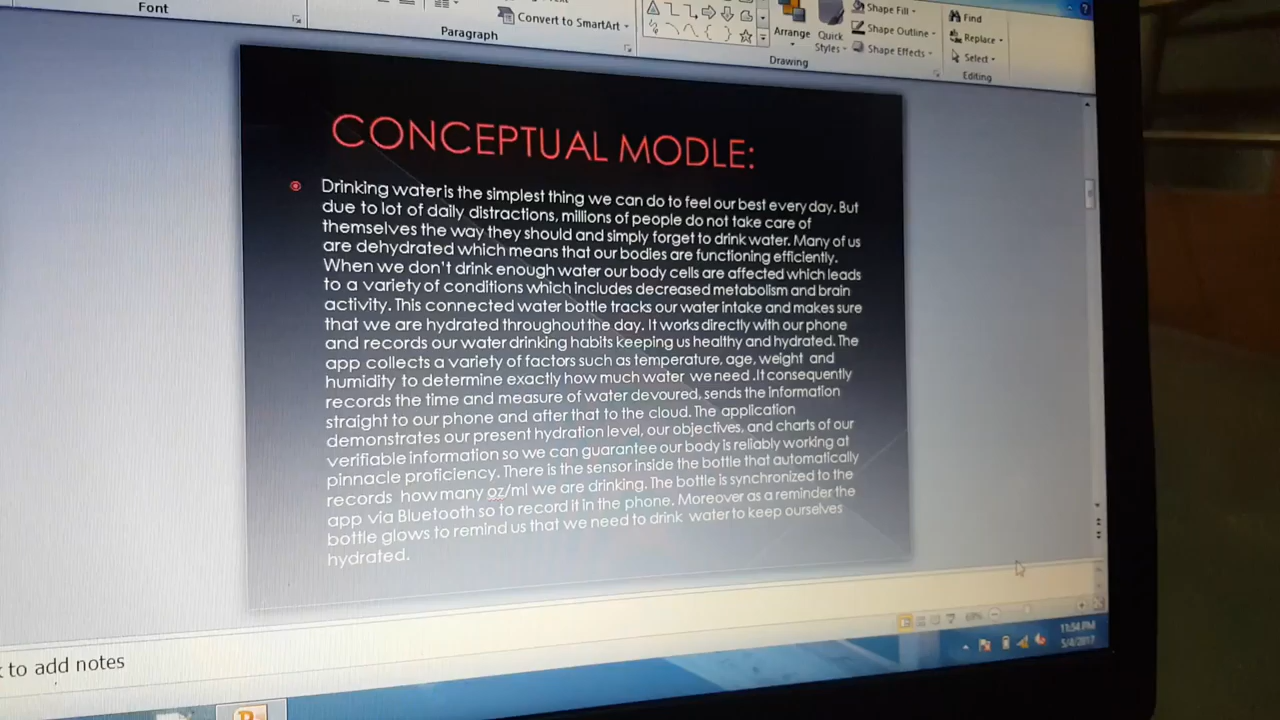 Font
Paragraph
Convert to SmartArt
Arrange
Quick
Styles
Shape Fill
Shape Outline
Shape Effects
Drawing
Find
Replace
Select
Editing
CONCEPTUAL MODLE:
Drinking water is the simplest thing we can do to feel our best every day. But
due to lot of daily distractions, millions of people do not take care of
themselves the way they should and simply forget to drink water. Many of us
are dehydrated which means that our bodies are functioning efficiently.
When we don't drink enough water our body cells are affected which leads
to a variety of conditions which includes decreased metabolism and brain
activity. This connected water bottle tracks our water intake and makes sure
that we are hydrated throughout the day. It works directly with our phone
and records our water drinking habits keeping us healthy and hydrated. The
app collects a variety of factors such as temperature, age, weight and
humidity to determine exactly how much water we need .It consequently
records the time and measure of water devoured, sends the information
straight to our phone and after that to the cloud. The application
demonstrates our present hydration level, our objectives, and charts of our
verifiable information so we can guarantee our body is reliably working at
pinnacle proficiency. There is the sensor inside the bottle that automatically
records how many oz/ml we are drinking. The bottle is synchronized to the
app via Bluetooth so to record it in the phone. Moreover as a reminder the
bottle glows to remind us that we need to drink water to keep ourselves
hydrated.
to add notes
69%
11:54 PM
5/4/2017